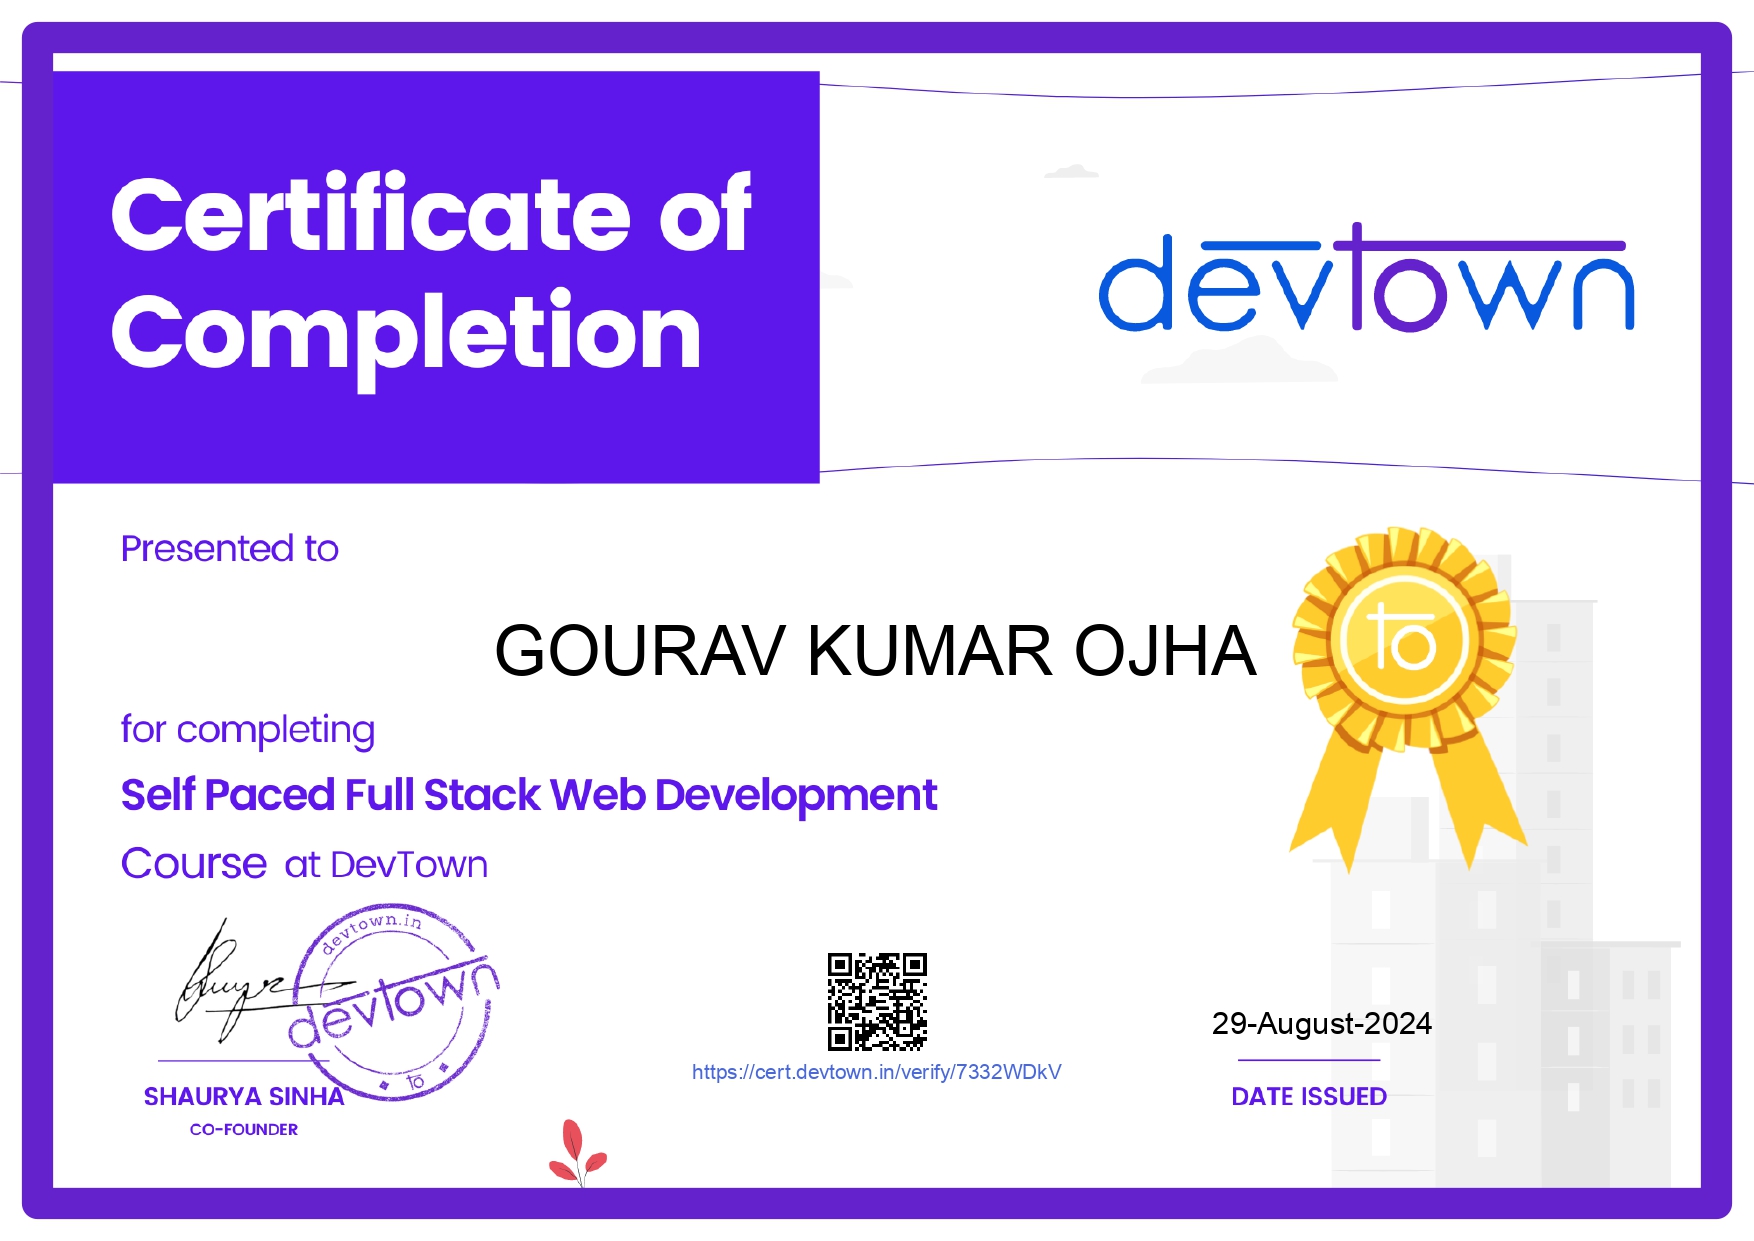 Certificate of
Completion
devtown
Presented to
GOURAV KUMAR OJHA
to
for completing
Self Paced Full Stack Web Development
Course at DevTown
devtown.in
devtown
to
SHAURYA SINHA
CO-FOUNDER
https://cert.devtown.in/verify/7332WDkV
29-August-2024
DATE ISSUED